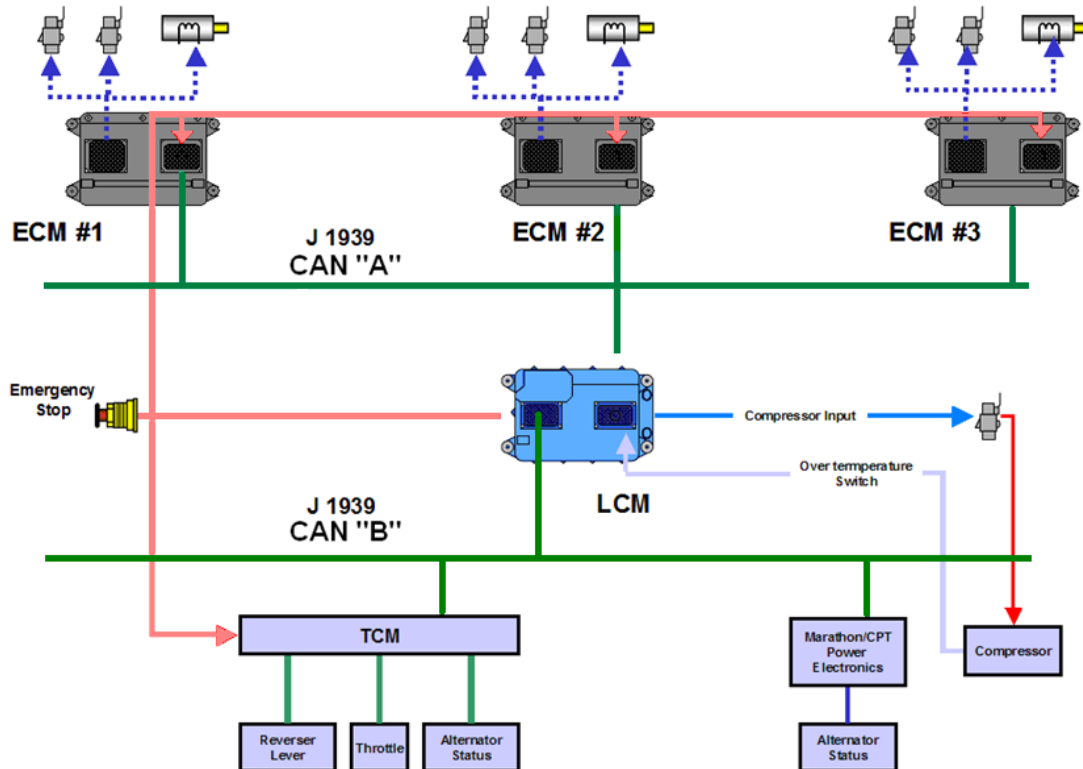 ECM #1
ECM #2
ECM #3
J 1939
CAN "A"
Emergency
Stop
Compressor Input
Over termperature
Switch
LCM
J 1939
CAN "B"
TCM
Marathon/CPT
Power
Electronics
Compressor
Reverser
Lever
Throttle
Alternator
Status
Alternator
Status